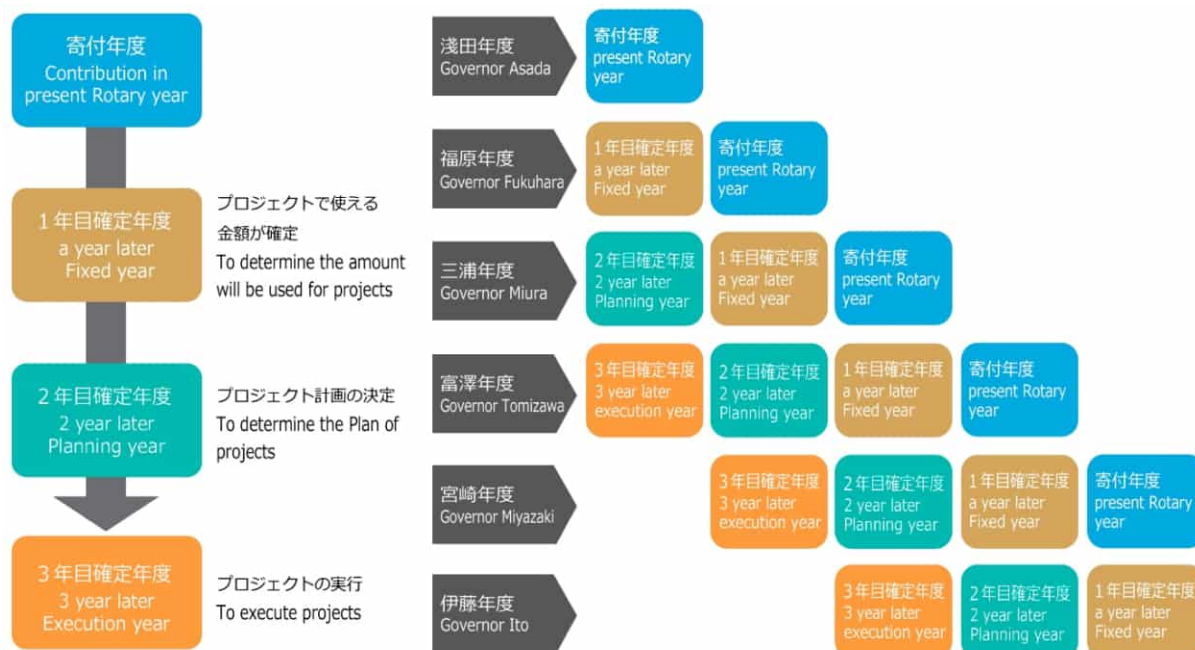 寄付年度
Contribution in
present Rotary year
1年目確定年度
a year later
Fixed year
プロジェクトで使える
金額が確定
To determine the amount
will be used for projects
2年目確定年度
2 year later
Planning year
プロジェクト計画の決定
To determine the Plan of
projects
3年目確定年度
3 year later
Execution year
プロジェクトの実行
To execute projects
淺田年度
Governor Asada
寄付年度
present Rotary
year
福原年度
Governor Fukuhara
1年目確定年度
a year later
Fixed year
寄付年度
present Rotary
year
三浦年度
Governor Miura
2年目確定年度
2 year later
Planning year
1年目確定年度
a year later
Fixed year
寄付年度
present Rotary
year
富澤年度
Governor Tomizawa
3年目確定年度
3 year later
execution year
2年目確定年度
2 year later
Planning year
1年目確定年度
a year later
Fixed year
寄付年度
present Rotary
year
宮崎年度
Governor Miyazaki
3年目確定年度
3 year later
execution year
2年目確定年度
2 year later
Planning year
1年目確定年度
a year later
Fixed year
寄付年度
present Rotary
year
伊藤年度
Governor Ito
3年目確定年度
3 year later
execution year
2年目確定年度
2 year later
Planning year
1年目確定年度
a year later
Fixed year